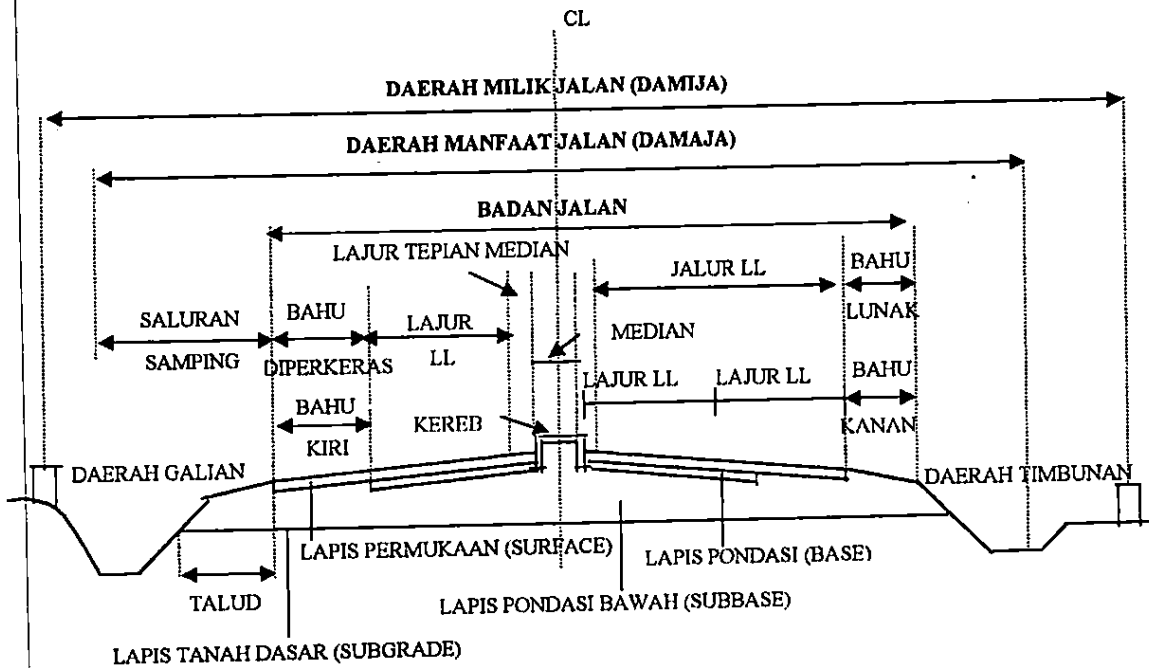 CL
DAERAH MILIK JALAN (DAMIJA)
DAERAH MANFAAT JALAN (DAMAJA)
BADAN JALAN
LAJUR TEPIAN MEDIAN
JALUR LL
BAHU
LUNAK
SALURAN
SAMPING
BAHU
DIPERKERAS
LAJUR
LL
MEDIAN
LAJUR LL
LAJUR LL
BAHU
KANAN
BAHU
KIRI
KEREB
DAERAH GALIAN
DAERAH TIMBUNAN
LAPIS PERMUKAAN (SURFACE)
LAPIS PONDASI (BASE)
TALUD
LAPIS PONDASI BAWAH (SUBBASE)
LAPIS TANAH DASAR (SUBGRADE)